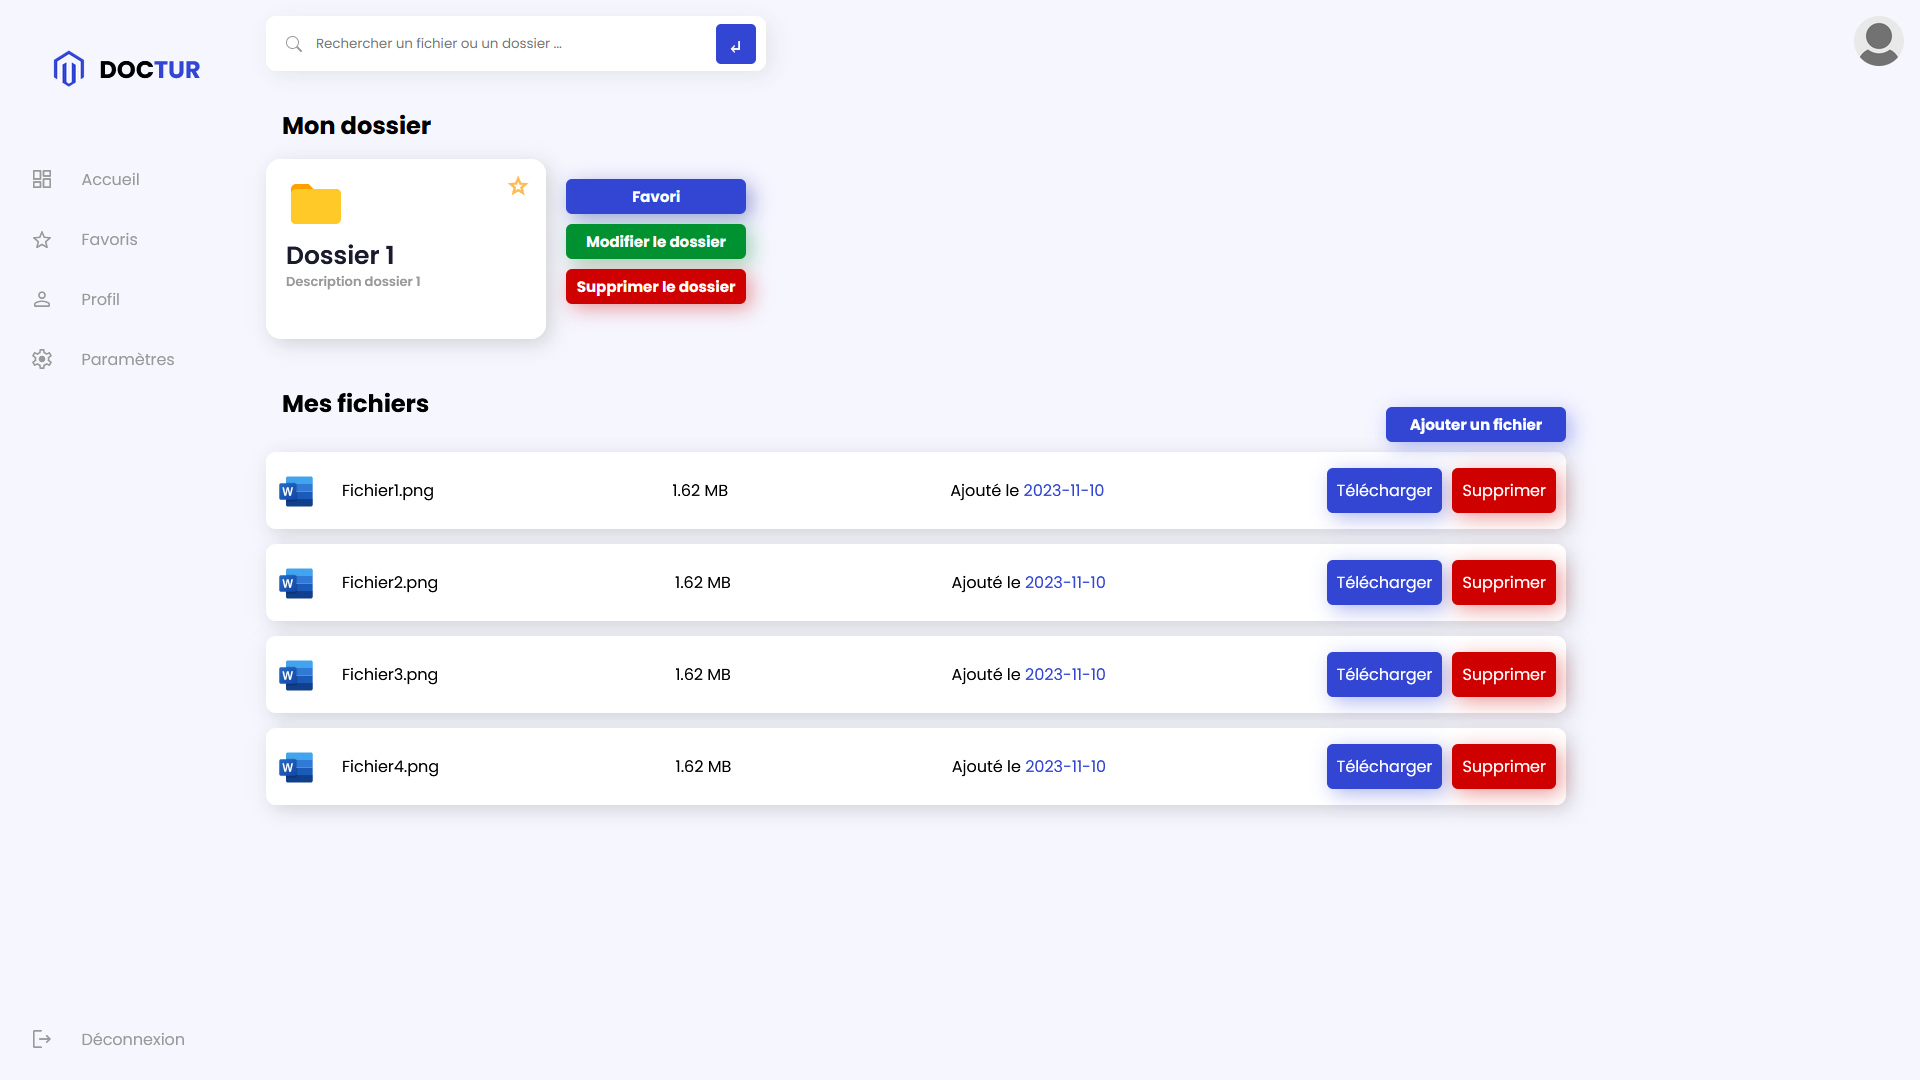 DOCTUR
Rechercher un fichier ou un dossier ...
Accueil
Favoris
Profil
Paramètres
Déconnexion
Mon dossier
Dossier 1
Description dossier 1
Favori
Modifier le dossier
Supprimer le dossier
Mes fichiers
Ajouter un fichier
W Fichier1.png 1.62 MB Ajouté le 2023-11-10 Télécharger Supprimer
W Fichier2.png 1.62 MB Ajouté le 2023-11-10 Télécharger Supprimer
W Fichier3.png 1.62 MB Ajouté le 2023-11-10 Télécharger Supprimer
W Fichier4.png 1.62 MB Ajouté le 2023-11-10 Télécharger Supprimer